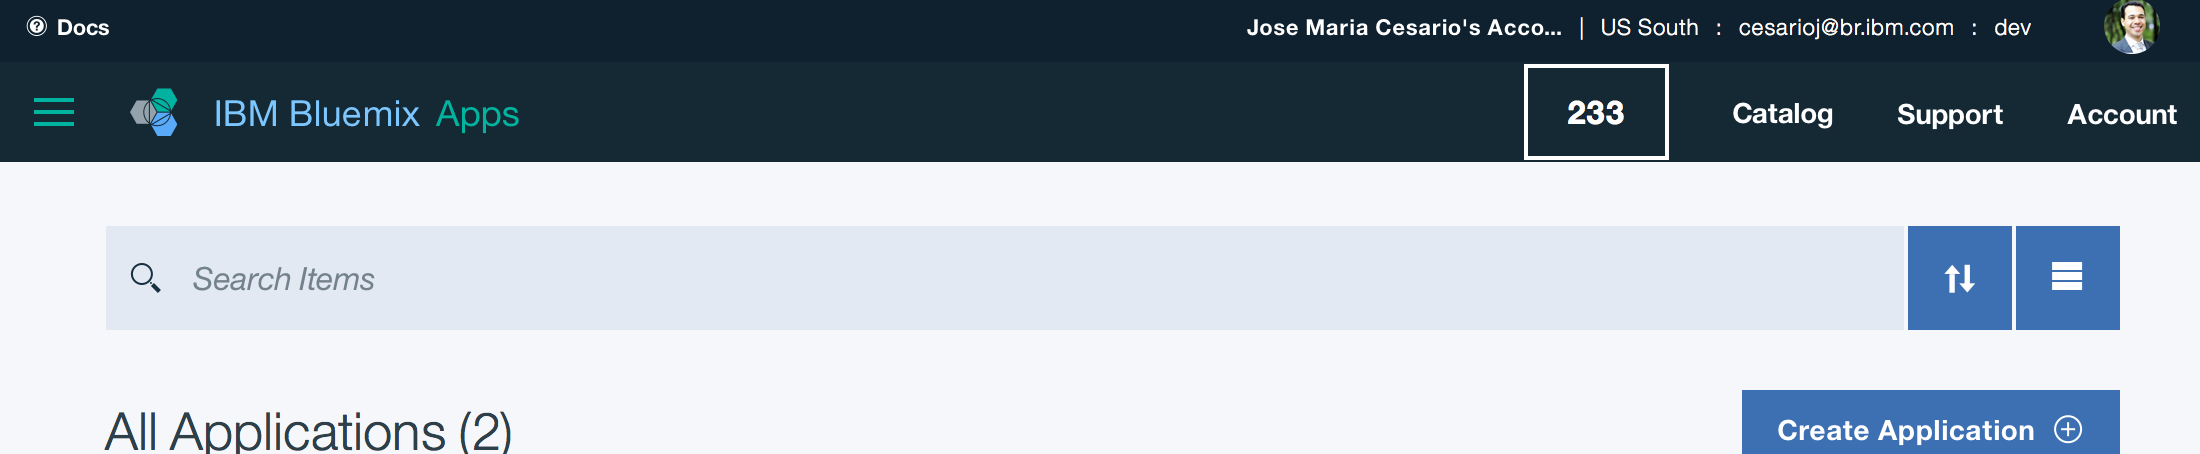 Docs
Jose Maria Cesario's Acco... | US South : cesarioj@br.ibm.com : dev
IBM Bluemix Apps
233
Catalog
Support
Account
Search Items
All Applications (2)
Create Application